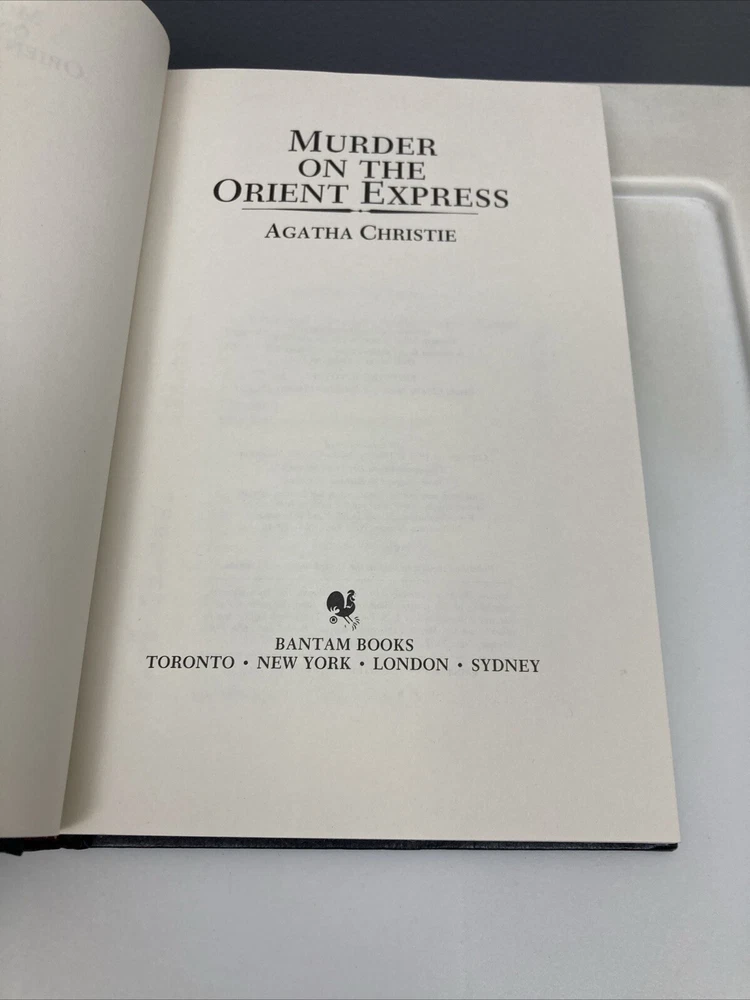 MURDER
ON THE
ORIENT EXPRESS
AGATHA CHRISTIE
BANTAM BOOKS
TORONTO • NEW YORK • LONDON • SYDNEY